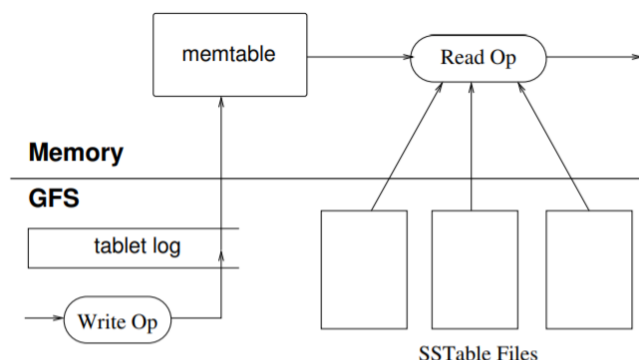 memtable
Read Op
Memory
GFS
tablet log
Write Op
SSTable Files